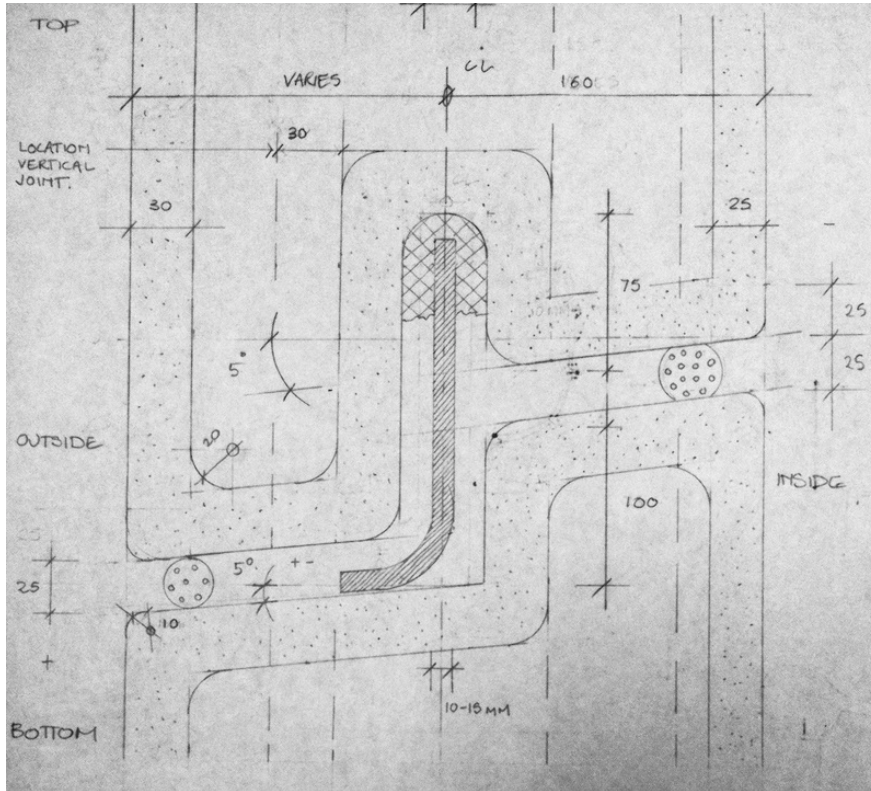 TOP
CL
VARIES
160
30
LOCATION
VERTICAL
JOINT.
30
25
75
25
5°
25
20
OUTSIDE
INSIDE
100
25
5°
+ -
10
+
10-15 MM
BOTTOM